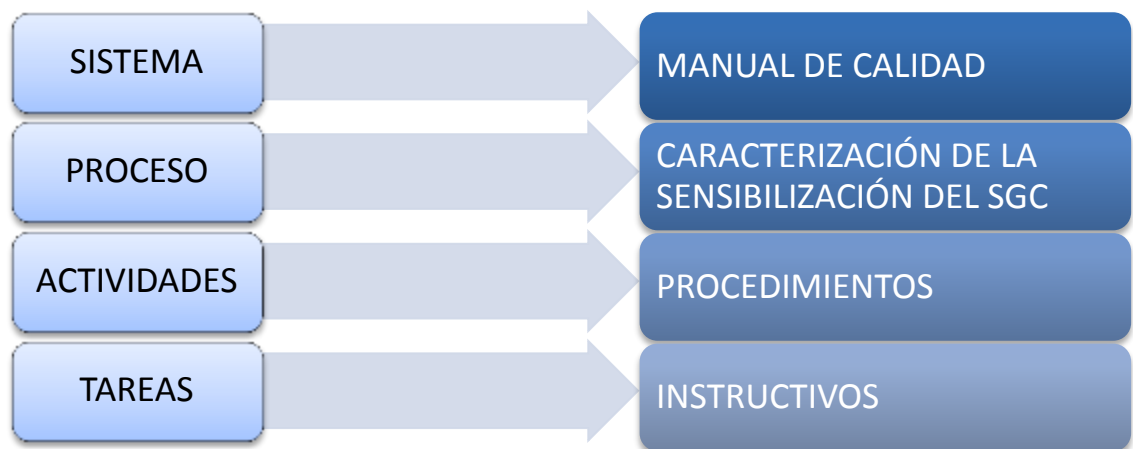 SISTEMA
MANUAL DE CALIDAD
PROCESO
CARACTERIZACIÓN DE LA
SENSIBILIZACIÓN DEL SGC
ACTIVIDADES
PROCEDIMIENTOS
TAREAS
INSTRUCTIVOS